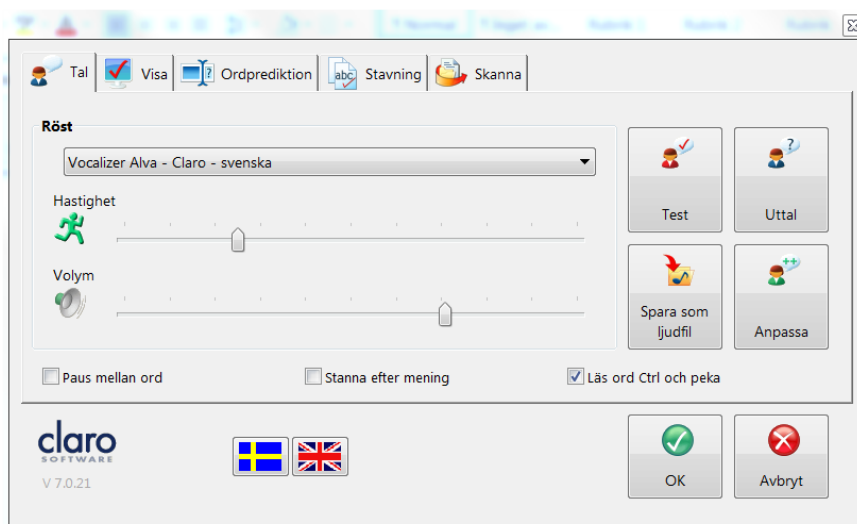 Tal
Visa
Ordprediktion
abc
Stavning
Skanna
Röst
Vocalizer Alva - Claro - svenska
Hastighet
Volym
Test
Uttal
Spara som
ljudfil
Anpassa
Paus mellan ord
Stanna efter mening
Läs ord Ctrl och peka
claro
SOFTWARE
V 7.0.21
OK
Avbryt